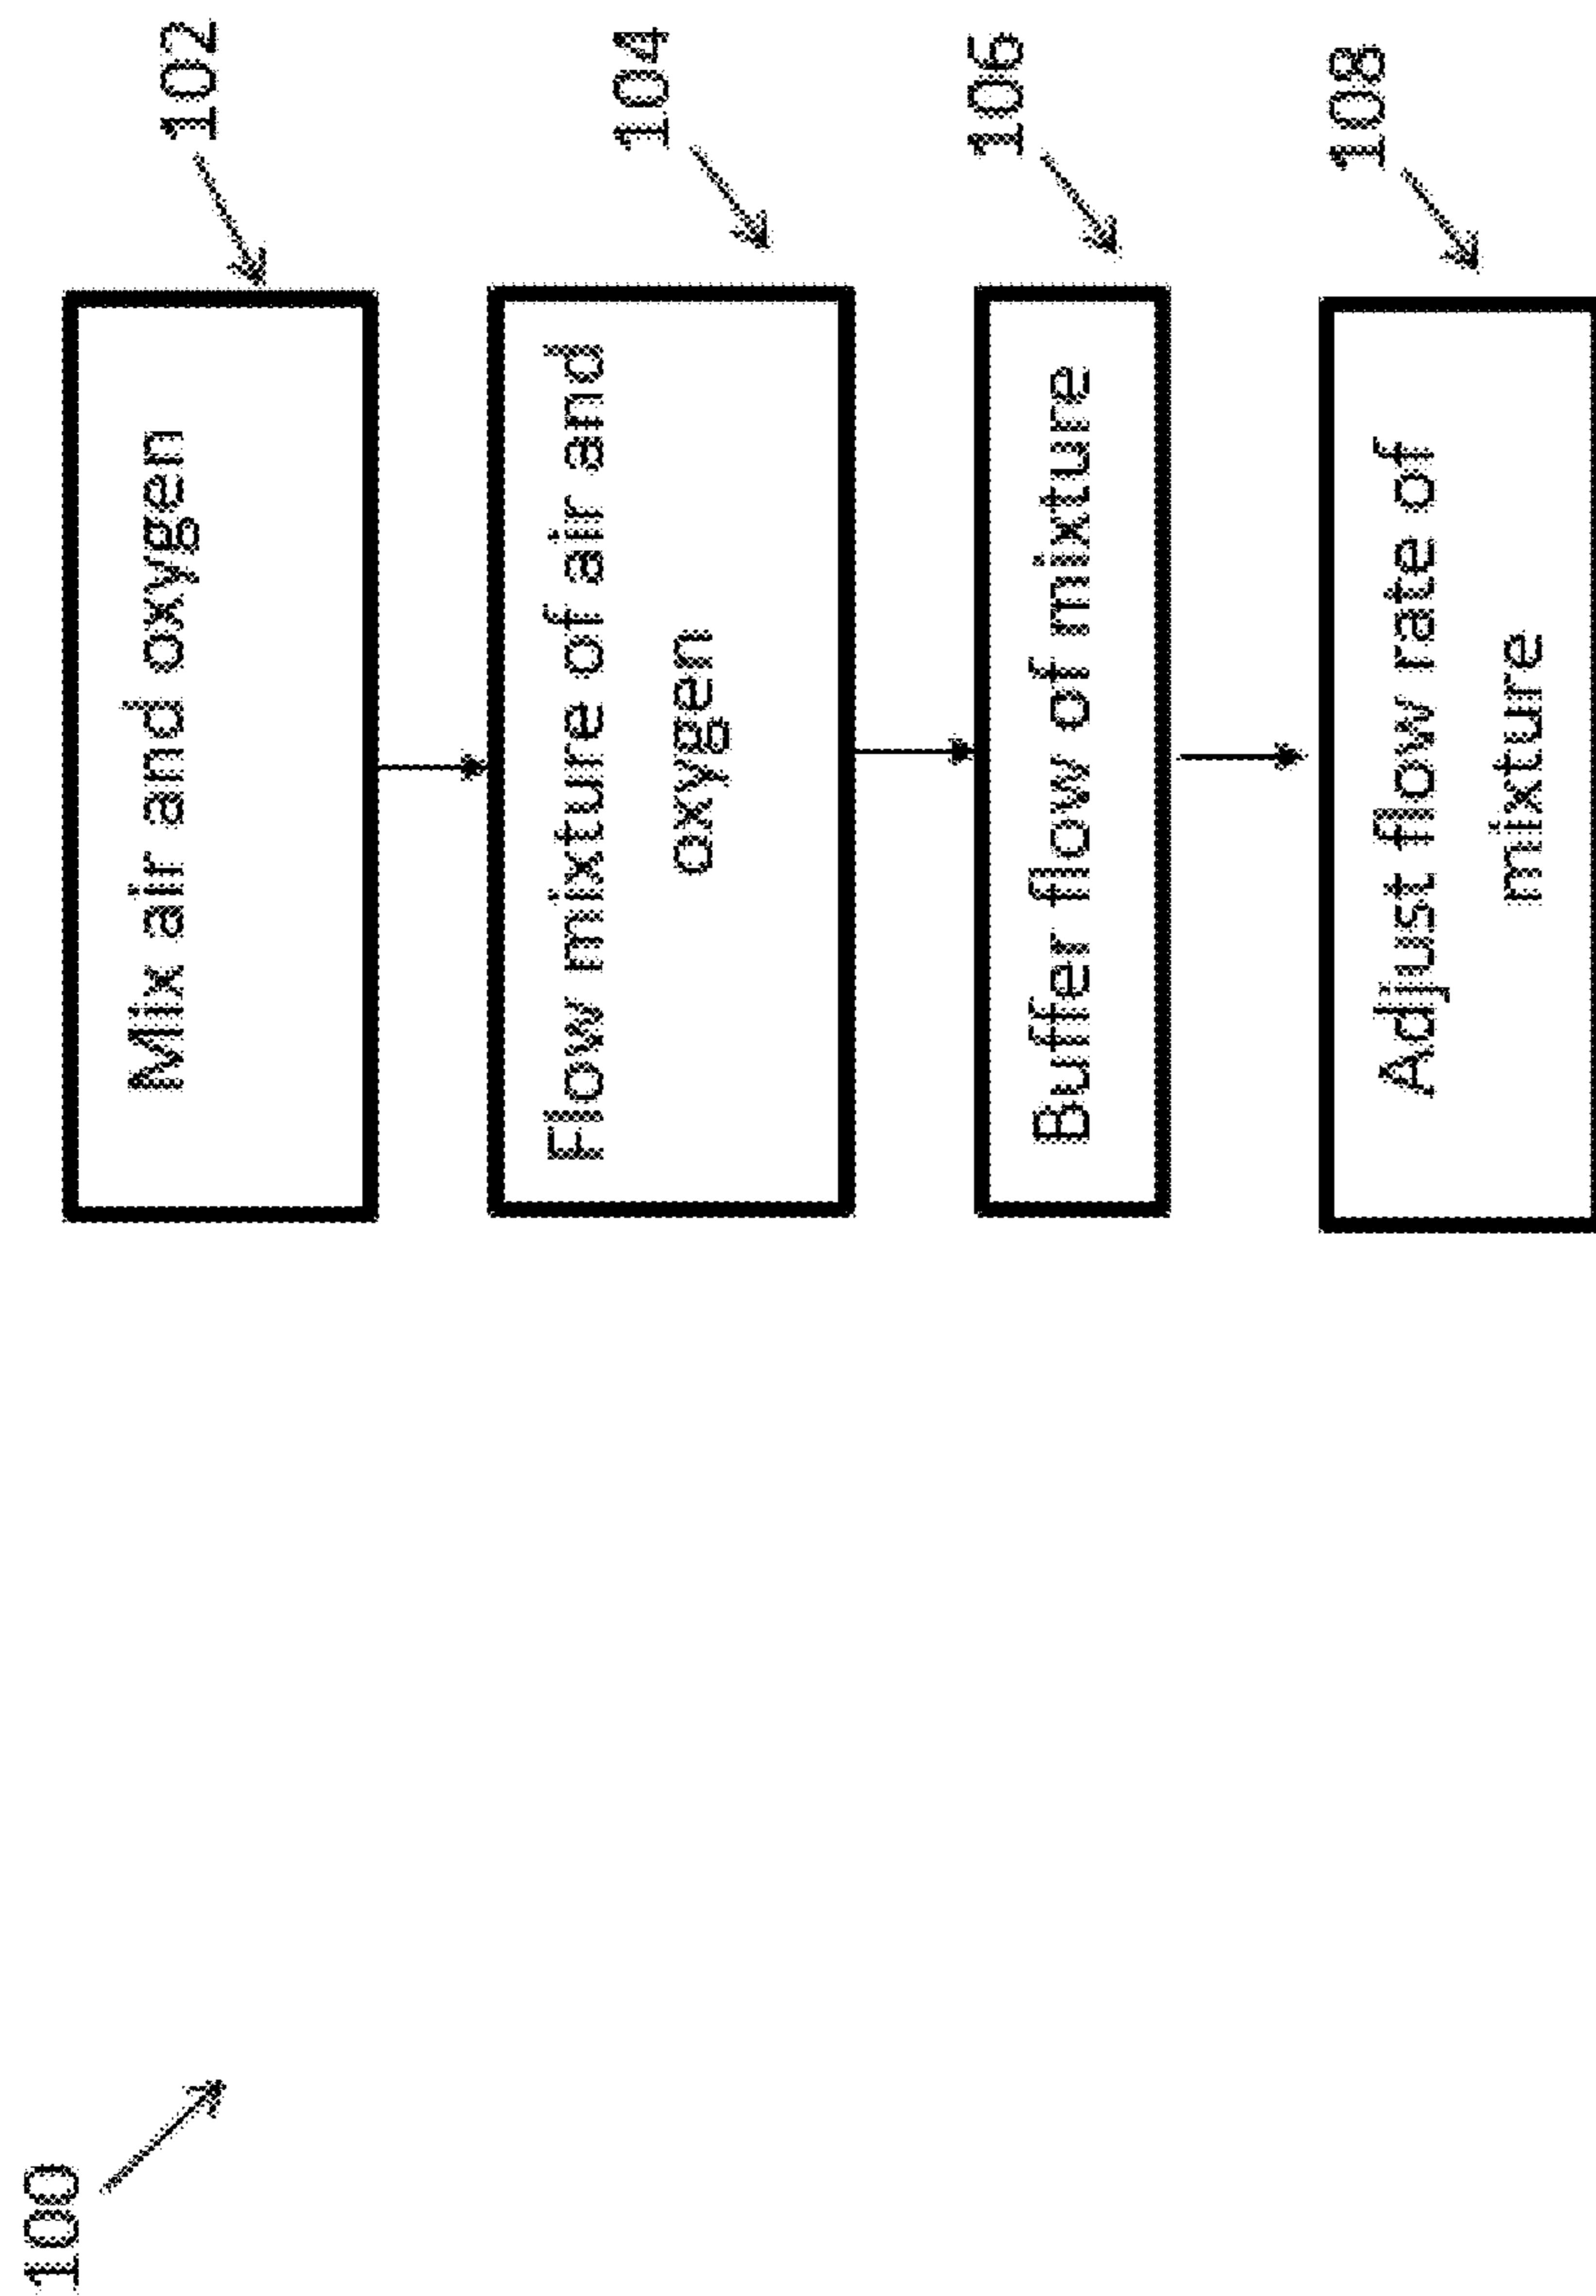 100
Mix air and oxygen
102
Flow mixture of air and
oxygen
104
Buffer flow of mixture
106
Adjust flow rate of
mixture
108